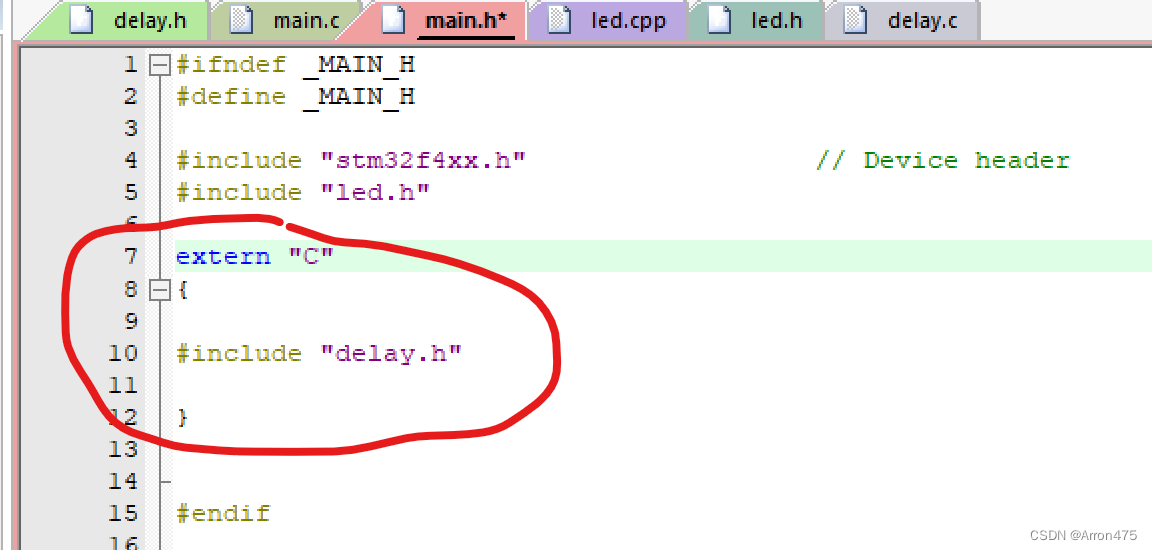 delay.h main.c main.h* led.cpp led.h delay.c
1 #ifndef _MAIN_H
2 #define _MAIN_H
3
4 #include "stm32f4xx.h" // Device header
5 #include "led.h"
6
7 extern "C"
8 {
9
10 #include "delay.h"
11
12 }
13
14
15 #endif
16
CSDN @Arron475